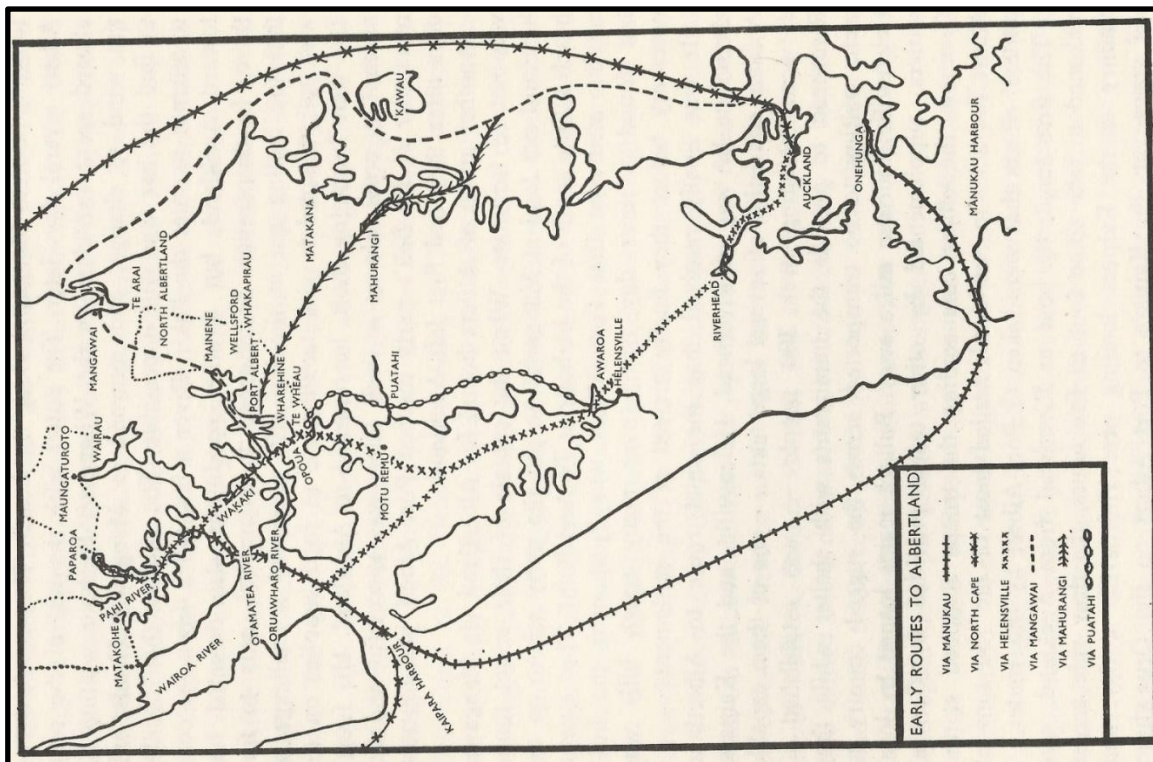 MANGAWAI
TE ARAI
NORTH ALBERTLAND
MAINENE
WELLSFORD
PORT ALBERT
WHAKAPIRAU
WHAREHINE
TE WHEAU
OPOUA
PUATAHI
MOTU REMU
WAIRAU
MAUNGATUROTO
PAPAROA
PAHI RIVER
MATAKOHE
WAKAKI
OTAMATEA RIVER
ORUAWHARO RIVER
WAIROA RIVER
KAIPARA HARBOUR
KAWAU
MATAKANA
MAHURANGI
AWAROA
HELENSVILLE
RIVERHEAD
AUCKLAND
ONEHUNGA
MANUKAU HARBOUR
EARLY ROUTES TO ALBERTLAND
VIA MANUKAU
VIA NORTH CAPE
VIA HELENSVILLE
VIA MANGAWAI
VIA MAHURANGI
VIA PUATAHI